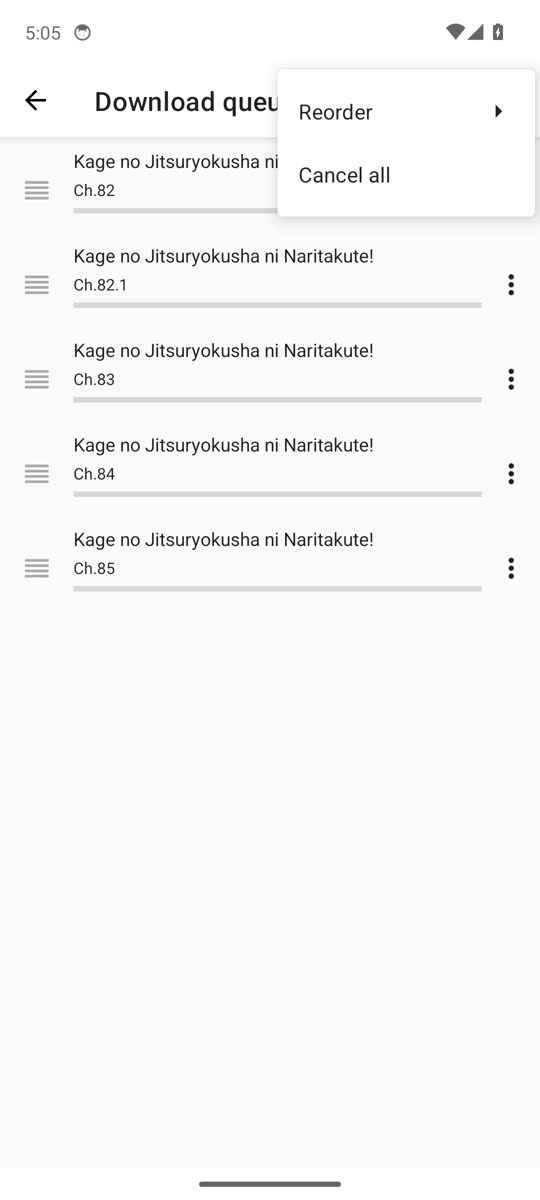 5:05
Download queu
Reorder
Cancel all
Kage no Jitsuryokusha ni
Ch.82
Kage no Jitsuryokusha ni Naritakute!
Ch.82.1
Kage no Jitsuryokusha ni Naritakute!
Ch.83
Kage no Jitsuryokusha ni Naritakute!
Ch.84
Kage no Jitsuryokusha ni Naritakute!
Ch.85